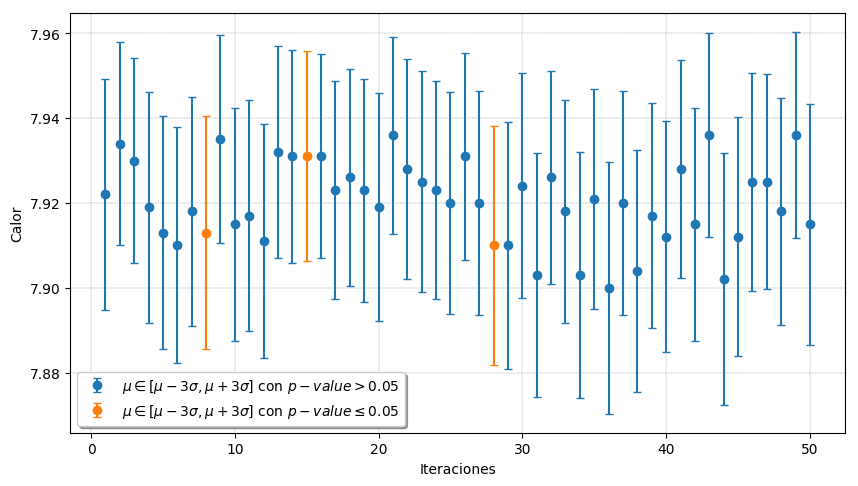 7.96
7.94
7.92
7.90
7.88
Calor
μ ∈ [μ − 3σ, μ + 3σ] con p − value > 0.05
μ ∈ [μ − 3σ, μ + 3σ] con p − value ≤ 0.05
0 10 20 30 40 50
Iteraciones